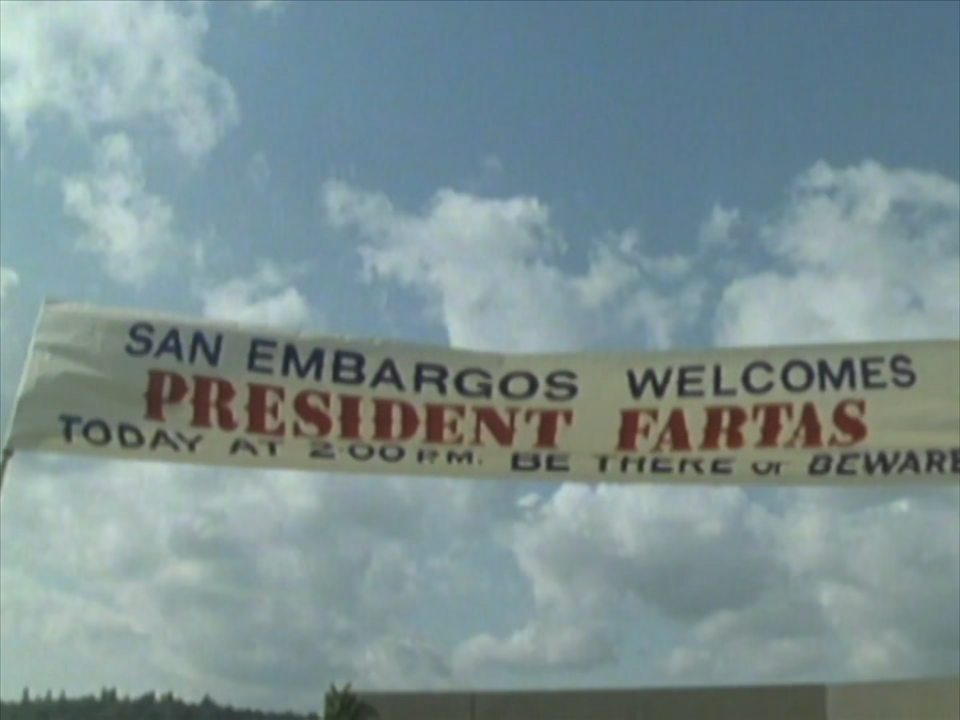 SAN EMBARGOS WELCOMES
PRESIDENT FARTAS
TODAY AT 2:00 P.M. BE THERE or BEWARE